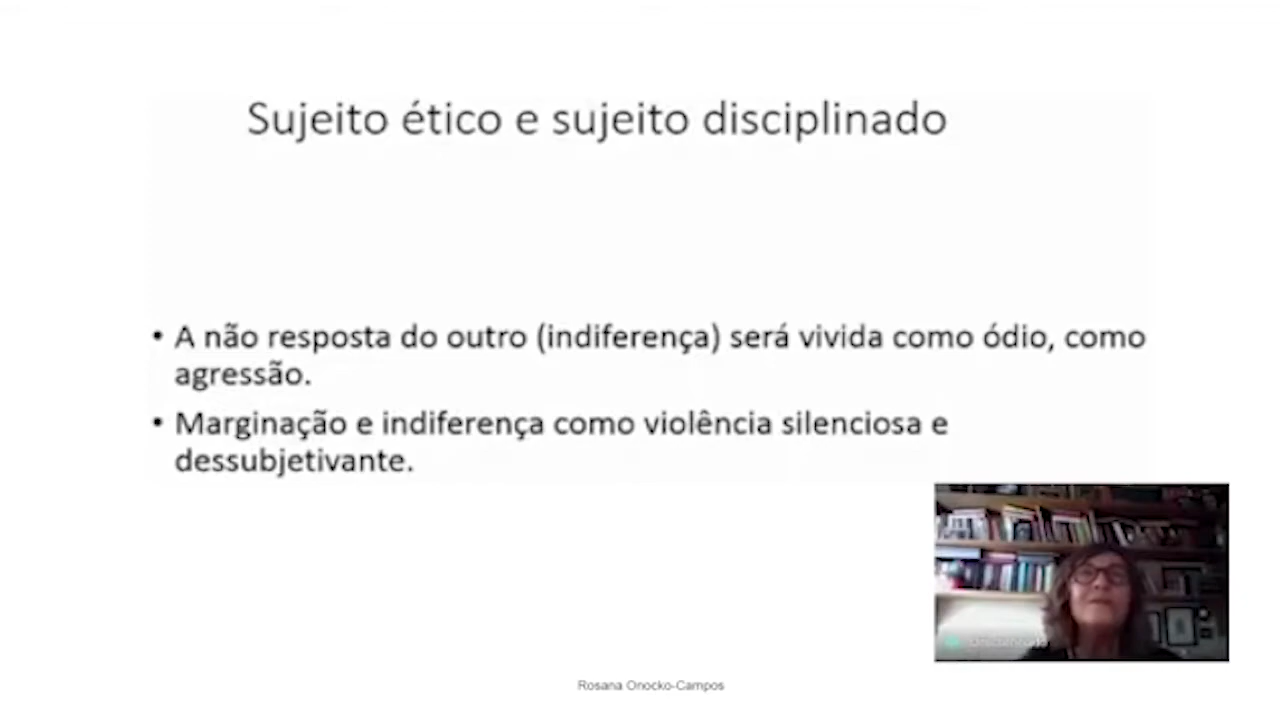 Sujeito ético e sujeito disciplinado
• A não resposta do outro (indiferença) será vivida como ódio, como
agressão.
• Marginação e indiferença como violência silenciosa e
dessubjetivante.
Rosana Onocko-Campos